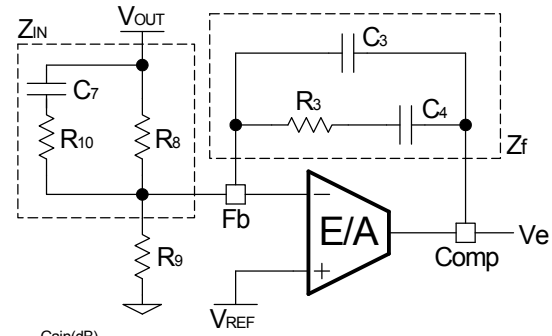 VOUT
ZIN
C7
R10
R8
R9
C3
R3
C4
Zf
Fb
−
E/A
+
VREF
Comp
Ve
Gain(dB)